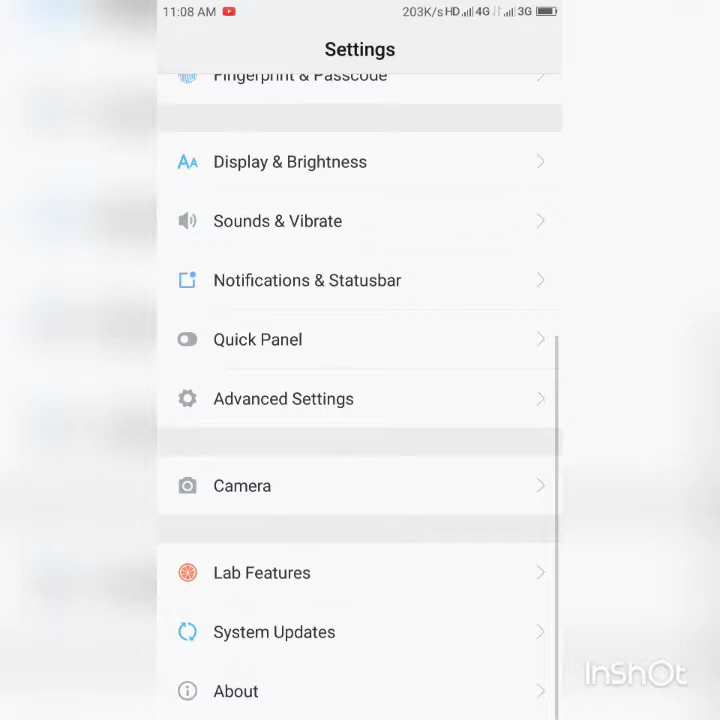 11:08 AM 203K/s HD 4G 3G
Settings
Fingerprint & Passcode
Display & Brightness
Sounds & Vibrate
Notifications & Statusbar
Quick Panel
Advanced Settings
Camera
Lab Features
System Updates
About
InShOt